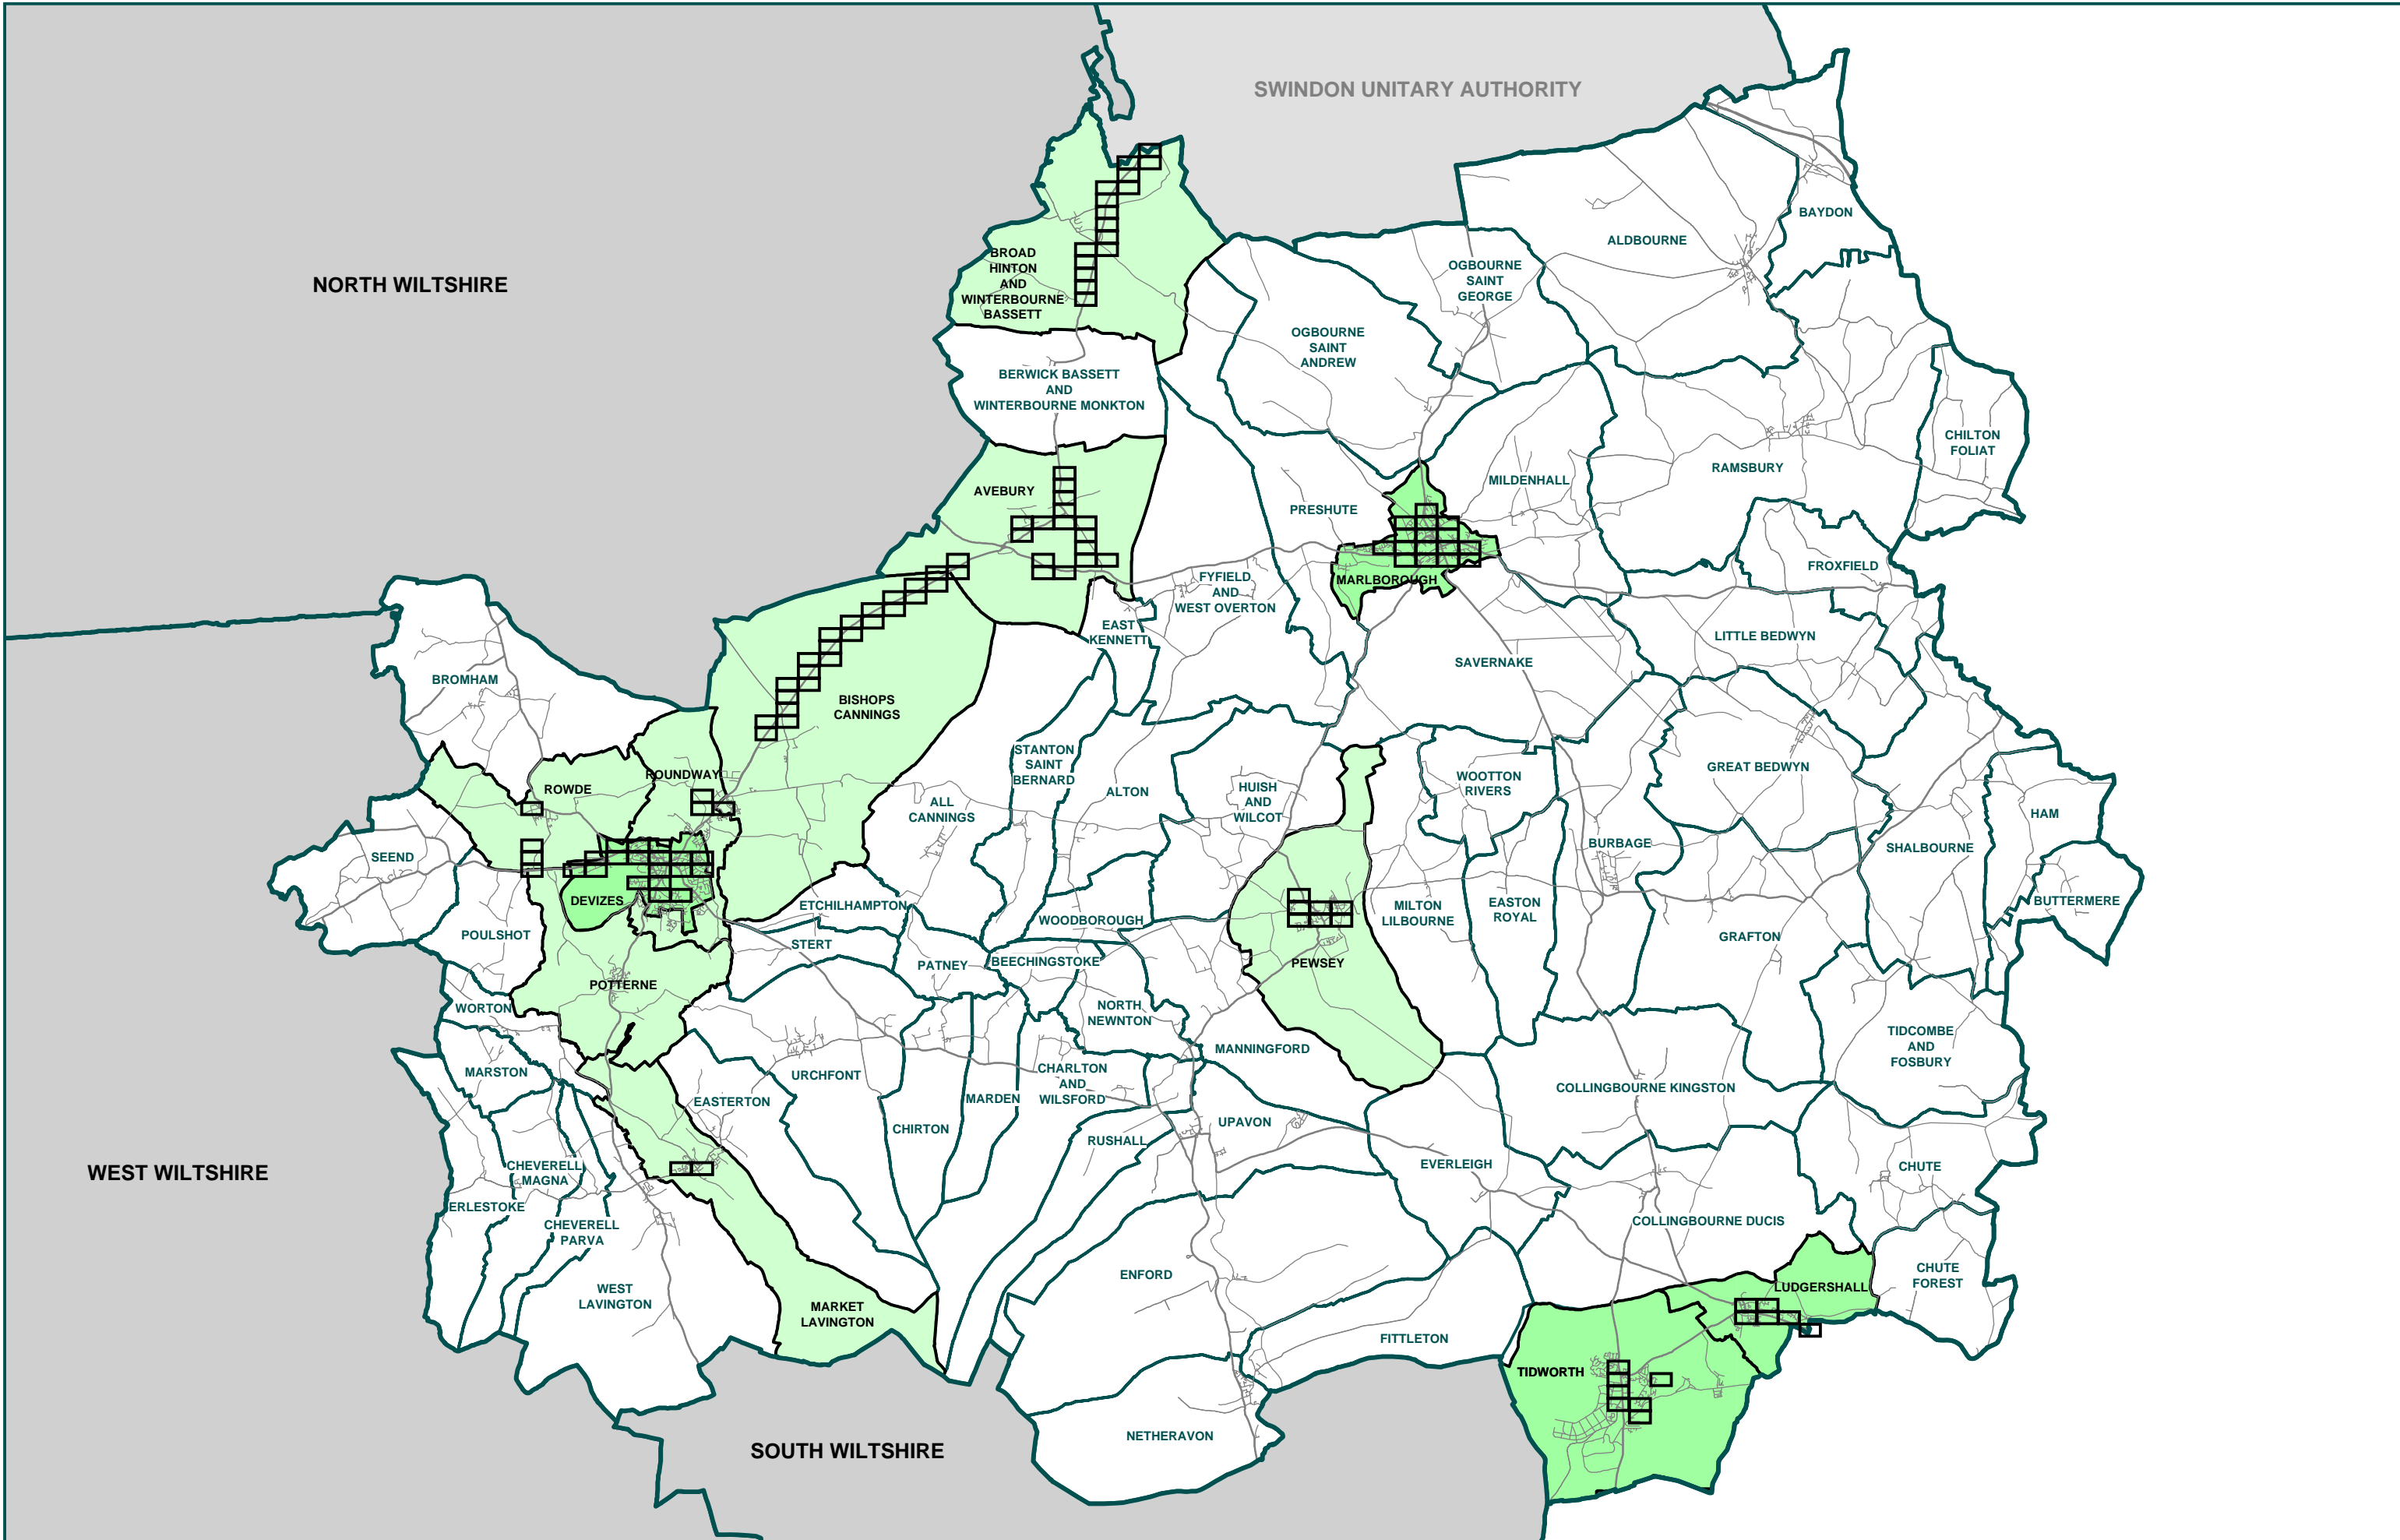 SWINDON UNITARY AUTHORITY
NORTH WILTSHIRE
BAYDON
ALDBOURNE
BROAD
HINTON
AND
WINTERBOURNE
BASSETT
OGBOURNE
SAINT
GEORGE
OGBOURNE
SAINT
ANDREW
BERWICK BASSETT
AND
WINTERBOURNE MONKTON
CHILTON
FOLIAT
RAMSBURY
MILDENHALL
AVEBURY
PRESHUTE
FROXFIELD
MARLBOROUGH
FYFIELD
AND
WEST OVERTON
EAST
KENNETT
LITTLE BEDWYN
SAVERNAKE
BROMHAM
BISHOPS
CANNINGS
STANTON
SAINT
BERNARD
GREAT BEDWYN
ROUNDWAY
ROWDE
WOOTTON
RIVERS
HUISH
AND
WILCOT
ALTON
ALL
CANNINGS
HAM
BURBAGE
SHALBOURNE
SEEND
DEVIZES
ETCHILHAMPTON
BUTTERMERE
MILTON
LILBOURNE
EASTON
ROYAL
WOODBOROUGH
POULSHOT
STERT
GRAFTON
PATNEY
BEECHINGSTOKE
PEWSEY
POTTERNE
WORTON
NORTH
NEWNTON
TIDCOMBE
AND
FOSBURY
MANNINGFORD
MARSTON
URCHFONT
CHARLTON
AND
WILSFORD
COLLINGBOURNE KINGSTON
MARDEN
EASTERTON
UPAVON
CHIRTON
RUSHALL
WEST WILTSHIRE
CHEVERELL
MAGNA
EVERLEIGH
CHUTE
ERLESTOKE
CHEVERELL
PARVA
COLLINGBOURNE DUCIS
ENFORD
CHUTE
FOREST
LUDGERSHALL
WEST
LAVINGTON
MARKET
LAVINGTON
FITTLETON
TIDWORTH
NETHERAVON
SOUTH WILTSHIRE